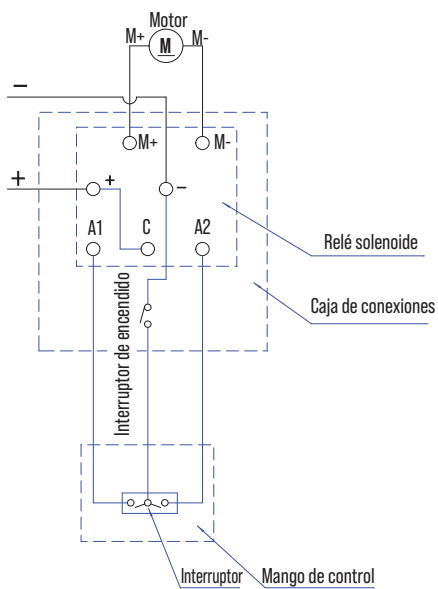 Motor
M+
M
M-
−
M+
M-
+
+
−
A1
C
A2
Relé solenoide
Caja de conexiones
Interruptor de encendido
Interruptor
Mango de control